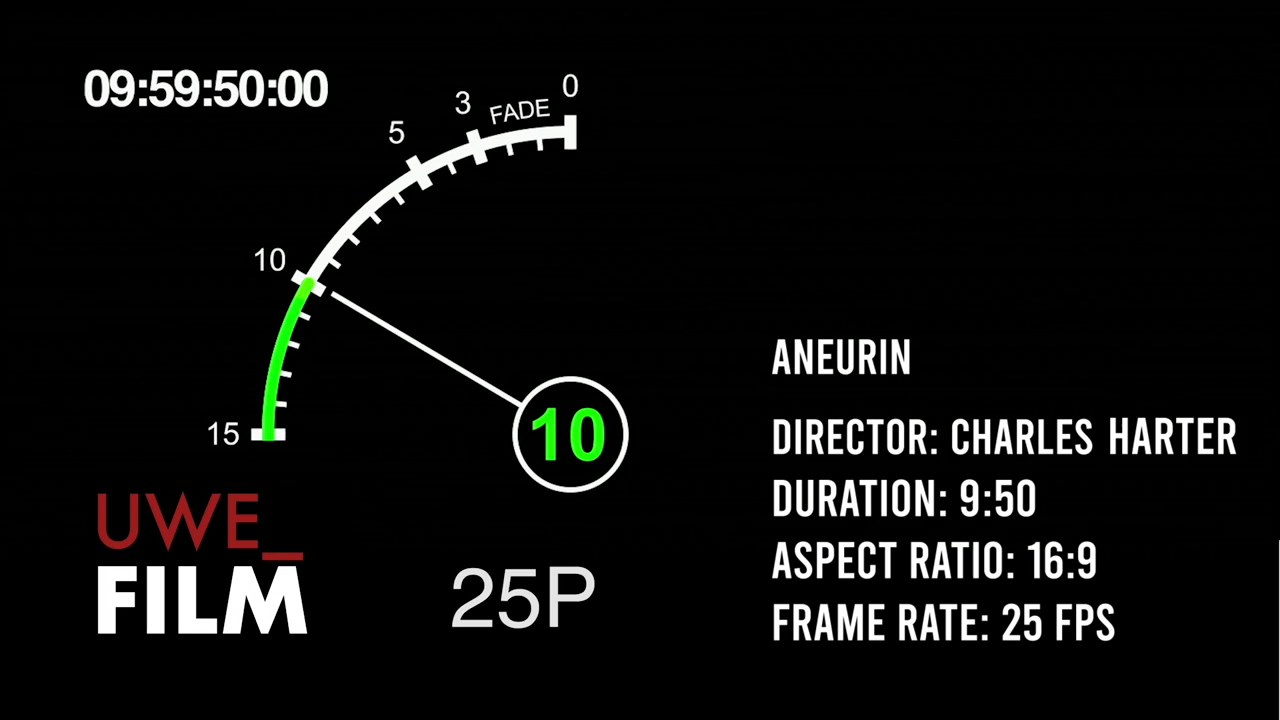 09:59:50:00
0
FADE
3
5
10
15
10
UWE_
FILM
25P
ANEURIN
DIRECTOR: CHARLES HARTER
DURATION: 9:50
ASPECT RATIO: 16:9
FRAME RATE: 25 FPS